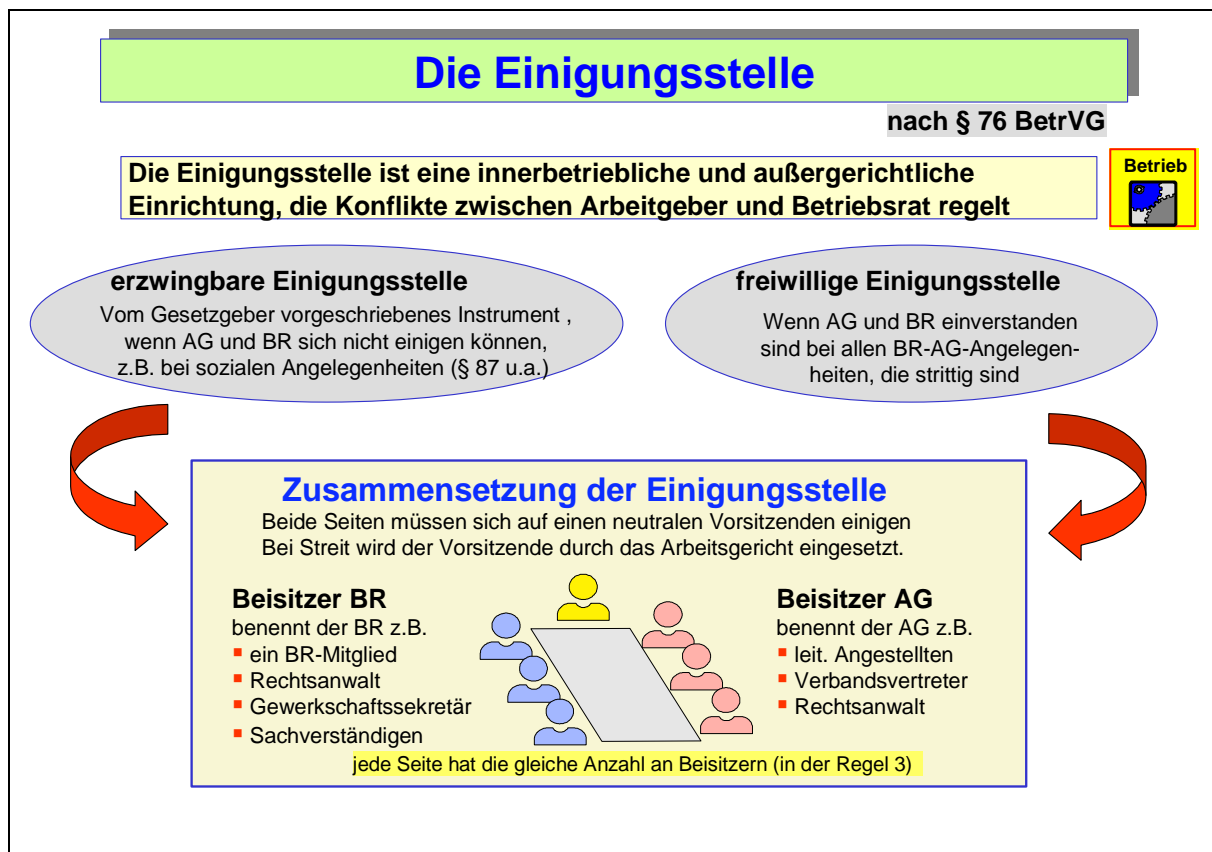 Die Einigungsstelle
nach § 76 BetrVG
Die Einigungsstelle ist eine innerbetriebliche und außergerichtliche
Einrichtung, die Konflikte zwischen Arbeitgeber und Betriebsrat regelt
Betrieb
erzwingbare Einigungsstelle
Vom Gesetzgeber vorgeschriebenes Instrument ,
wenn AG und BR sich nicht einigen können,
z.B. bei sozialen Angelegenheiten (§ 87 u.a.)
freiwillige Einigungsstelle
Wenn AG und BR einverstanden
sind bei allen BR-AG-Angelegen-
heiten, die strittig sind
Zusammensetzung der Einigungsstelle
Beide Seiten müssen sich auf einen neutralen Vorsitzenden einigen
Bei Streit wird der Vorsitzende durch das Arbeitsgericht eingesetzt.
Beisitzer BR
benennt der BR z.B.
▪ ein BR-Mitglied
▪ Rechtsanwalt
▪ Gewerkschaftssekretär
▪ Sachverständigen
Beisitzer AG
benennt der AG z.B.
▪ leit. Angestellten
▪ Verbandsvertreter
▪ Rechtsanwalt
jede Seite hat die gleiche Anzahl an Beisitzern (in der Regel 3)